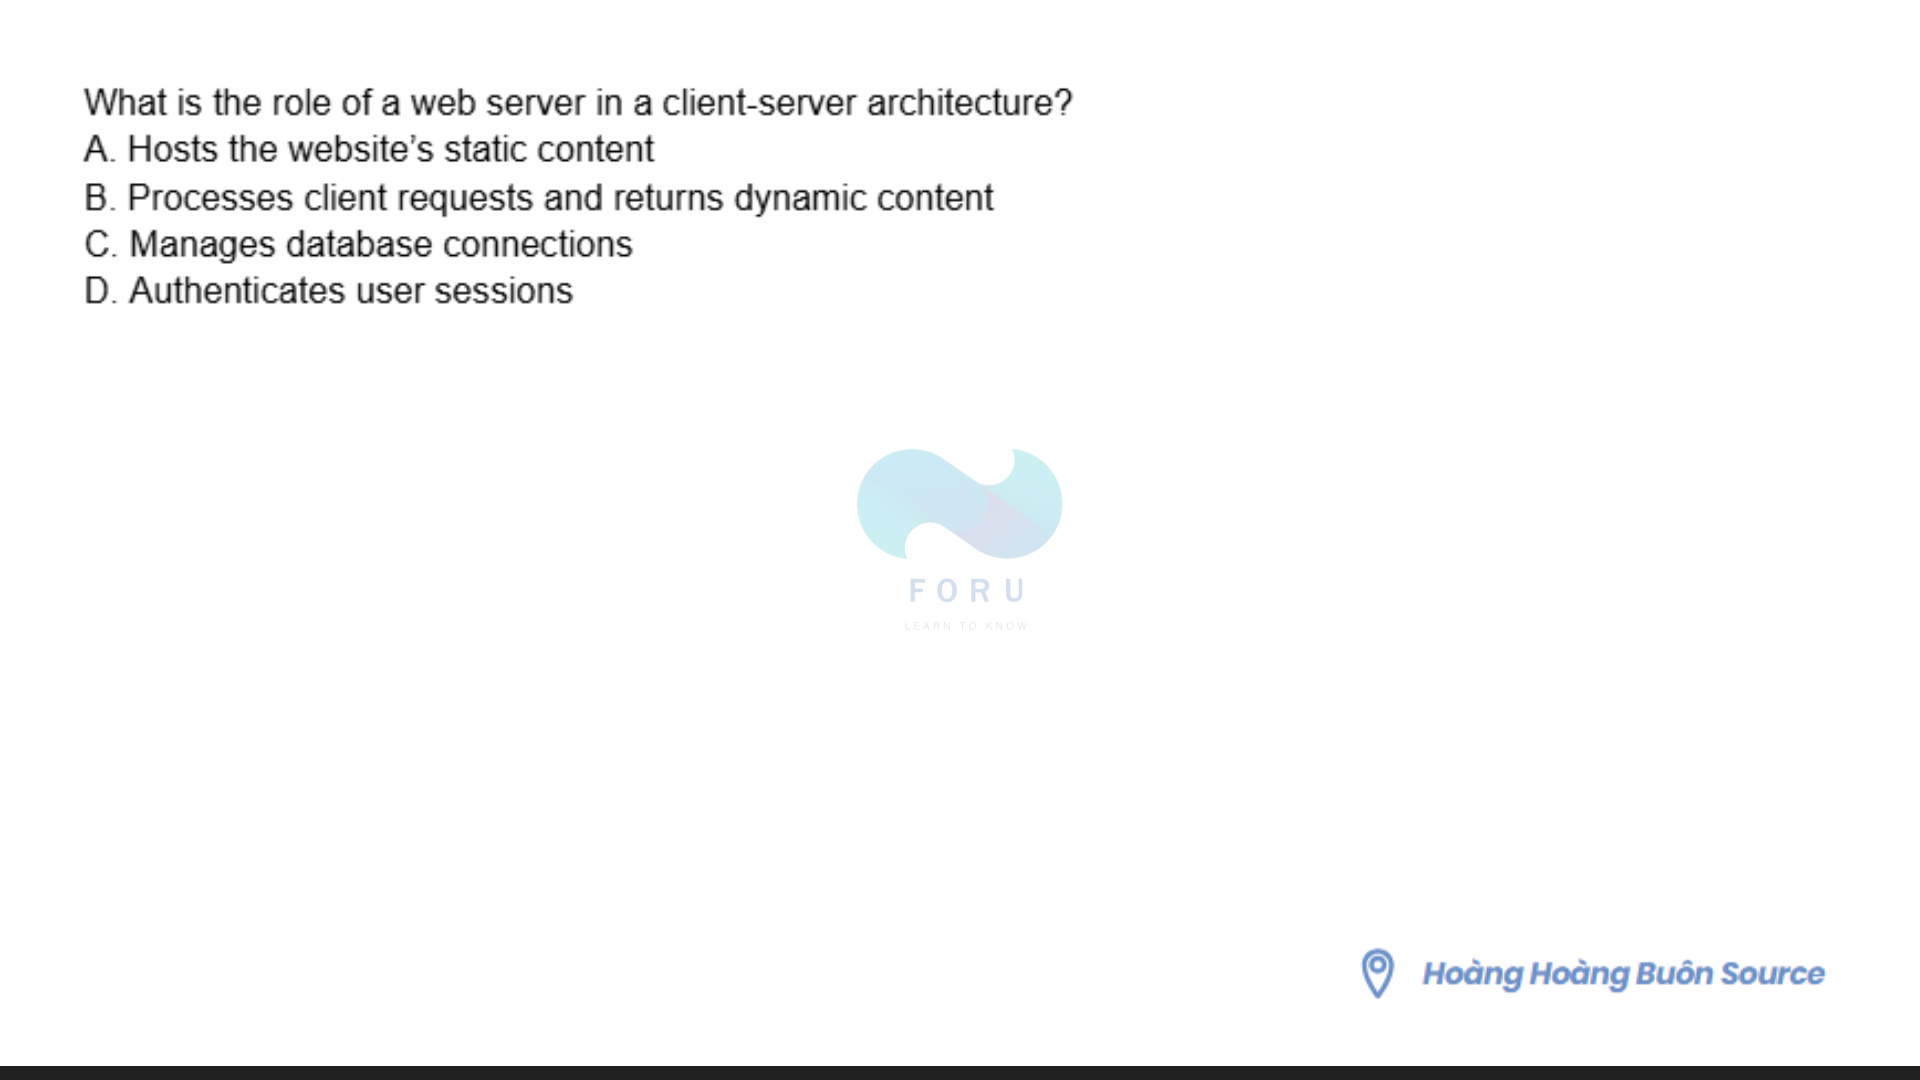 What is the role of a web server in a client-server architecture?
A. Hosts the website’s static content
B. Processes client requests and returns dynamic content
C. Manages database connections
D. Authenticates user sessions
FORU
LEARN TO KNOW
Hoàng Hoàng Buôn Source